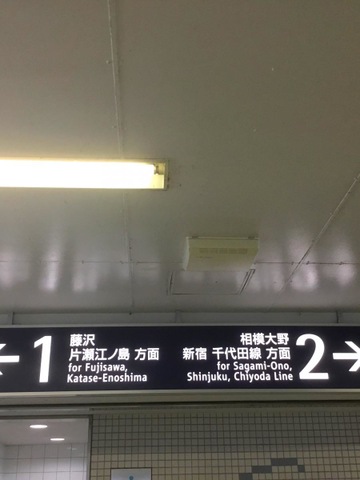 ←1
藤沢
片瀬江ノ島 方面
for Fujisawa,
Katase-Enoshima
相模大野
新宿 千代田線 方面
for Sagami-Ono,
Shinjuku, Chiyoda Line
2→